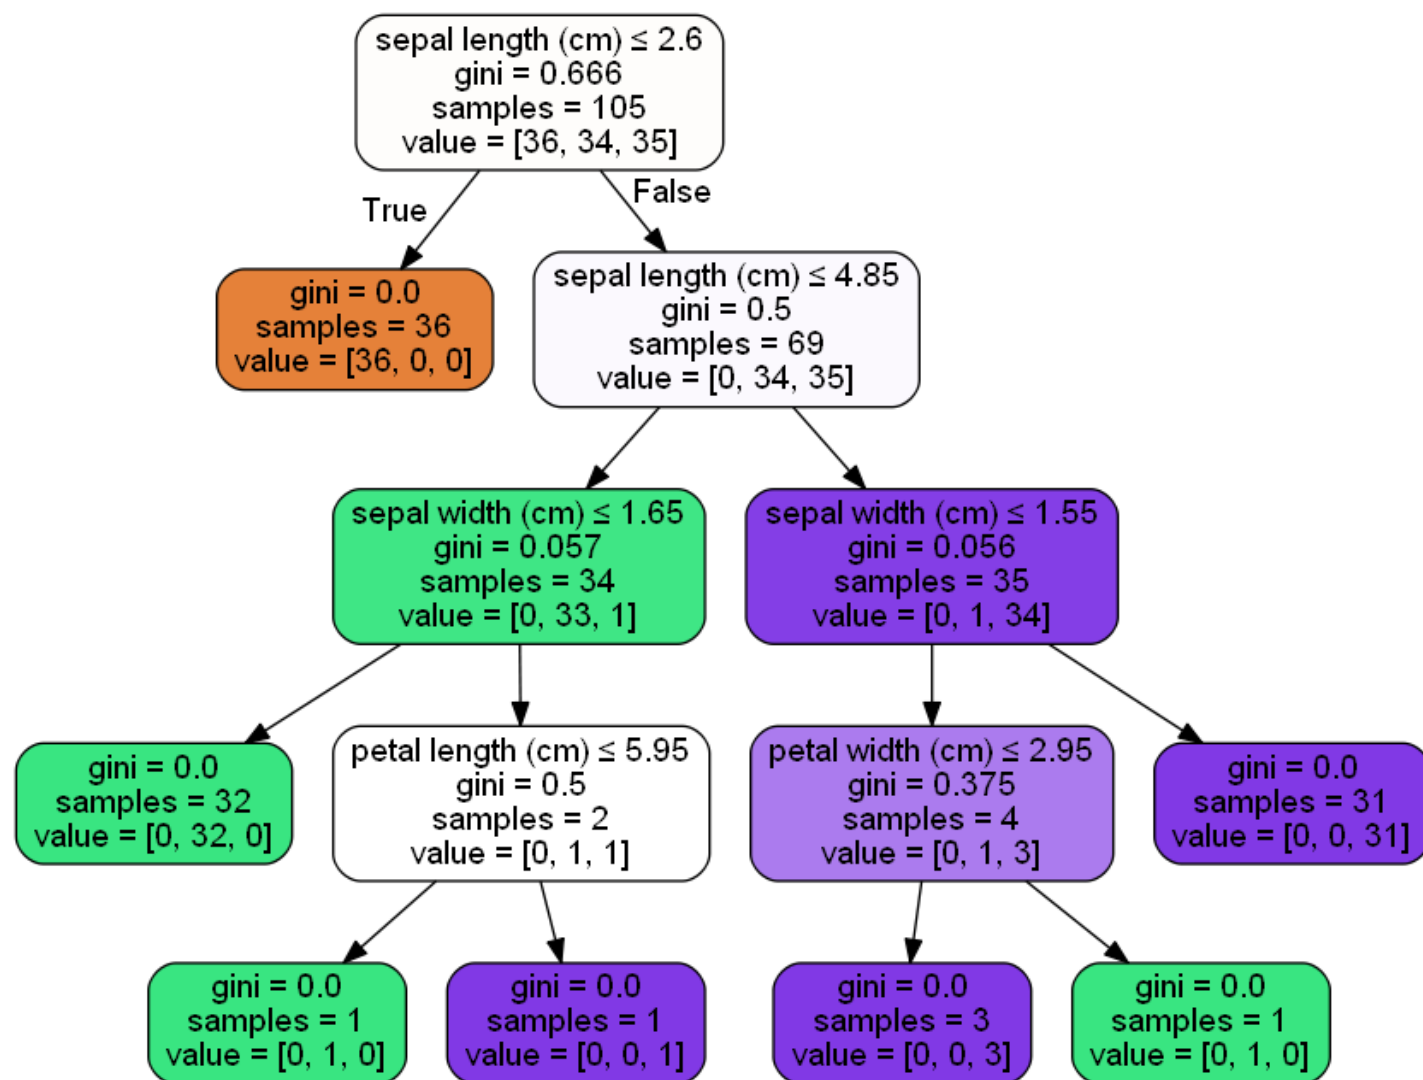 sepal length (cm) ≤ 2.6
gini = 0.666
samples = 105
value = [36, 34, 35]
True
False
gini = 0.0
samples = 36
value = [36, 0, 0]
sepal length (cm) ≤ 4.85
gini = 0.5
samples = 69
value = [0, 34, 35]
sepal width (cm) ≤ 1.65
gini = 0.057
samples = 34
value = [0, 33, 1]
sepal width (cm) ≤ 1.55
gini = 0.056
samples = 35
value = [0, 1, 34]
gini = 0.0
samples = 32
value = [0, 32, 0]
petal length (cm) ≤ 5.95
gini = 0.5
samples = 2
value = [0, 1, 1]
petal width (cm) ≤ 2.95
gini = 0.375
samples = 4
value = [0, 1, 3]
gini = 0.0
samples = 31
value = [0, 0, 31]
gini = 0.0
samples = 1
value = [0, 1, 0]
gini = 0.0
samples = 1
value = [0, 0, 1]
gini = 0.0
samples = 3
value = [0, 0, 3]
gini = 0.0
samples = 1
value = [0, 1, 0]